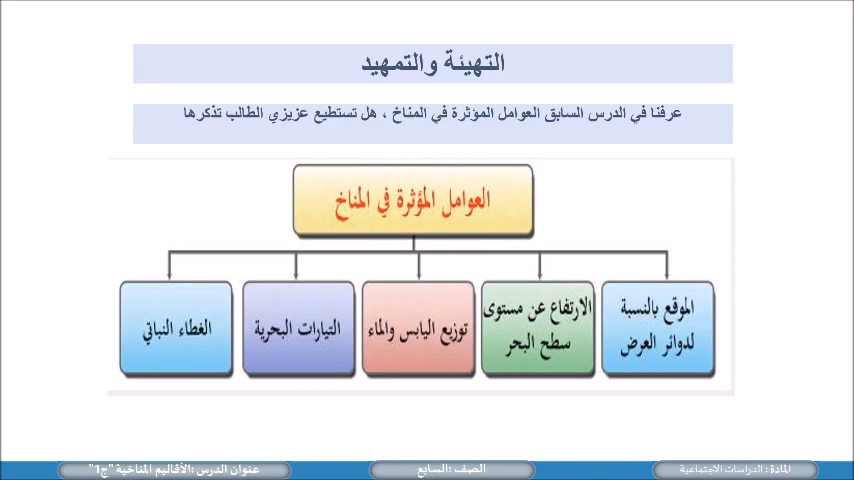 التهيئة والتمهيد
عرفنا في الدرس السابق العوامل المؤثرة في المناخ ، هل تستطيع عزيزي الطالب تذكرها
العوامل المؤثرة في المناخ
الموقع بالنسبة
لدوائر العرض
الارتفاع عن مستوى
سطح البحر
توزيع اليابس والماء
التيارات البحرية
الغطاء النباتي
المادة : الدراسات الاجتماعية
الصف :السابع
عنوان الدرس :الأقاليم المناخية "ج1"